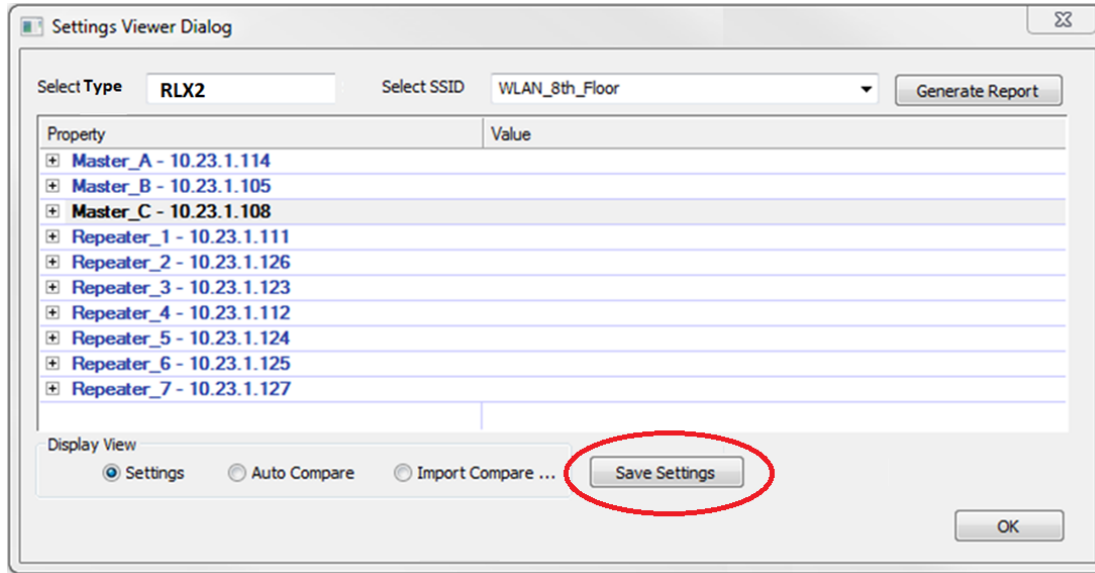 Settings Viewer Dialog
Select Type RLX2 Select SSID WLAN_8th_Floor Generate Report
Property Value
Master_A - 10.23.1.114
Master_B - 10.23.1.105
Master_C - 10.23.1.108
Repeater_1 - 10.23.1.111
Repeater_2 - 10.23.1.126
Repeater_3 - 10.23.1.123
Repeater_4 - 10.23.1.112
Repeater_5 - 10.23.1.124
Repeater_6 - 10.23.1.125
Repeater_7 - 10.23.1.127
Display View
Settings Auto Compare Import Compare ... Save Settings
OK